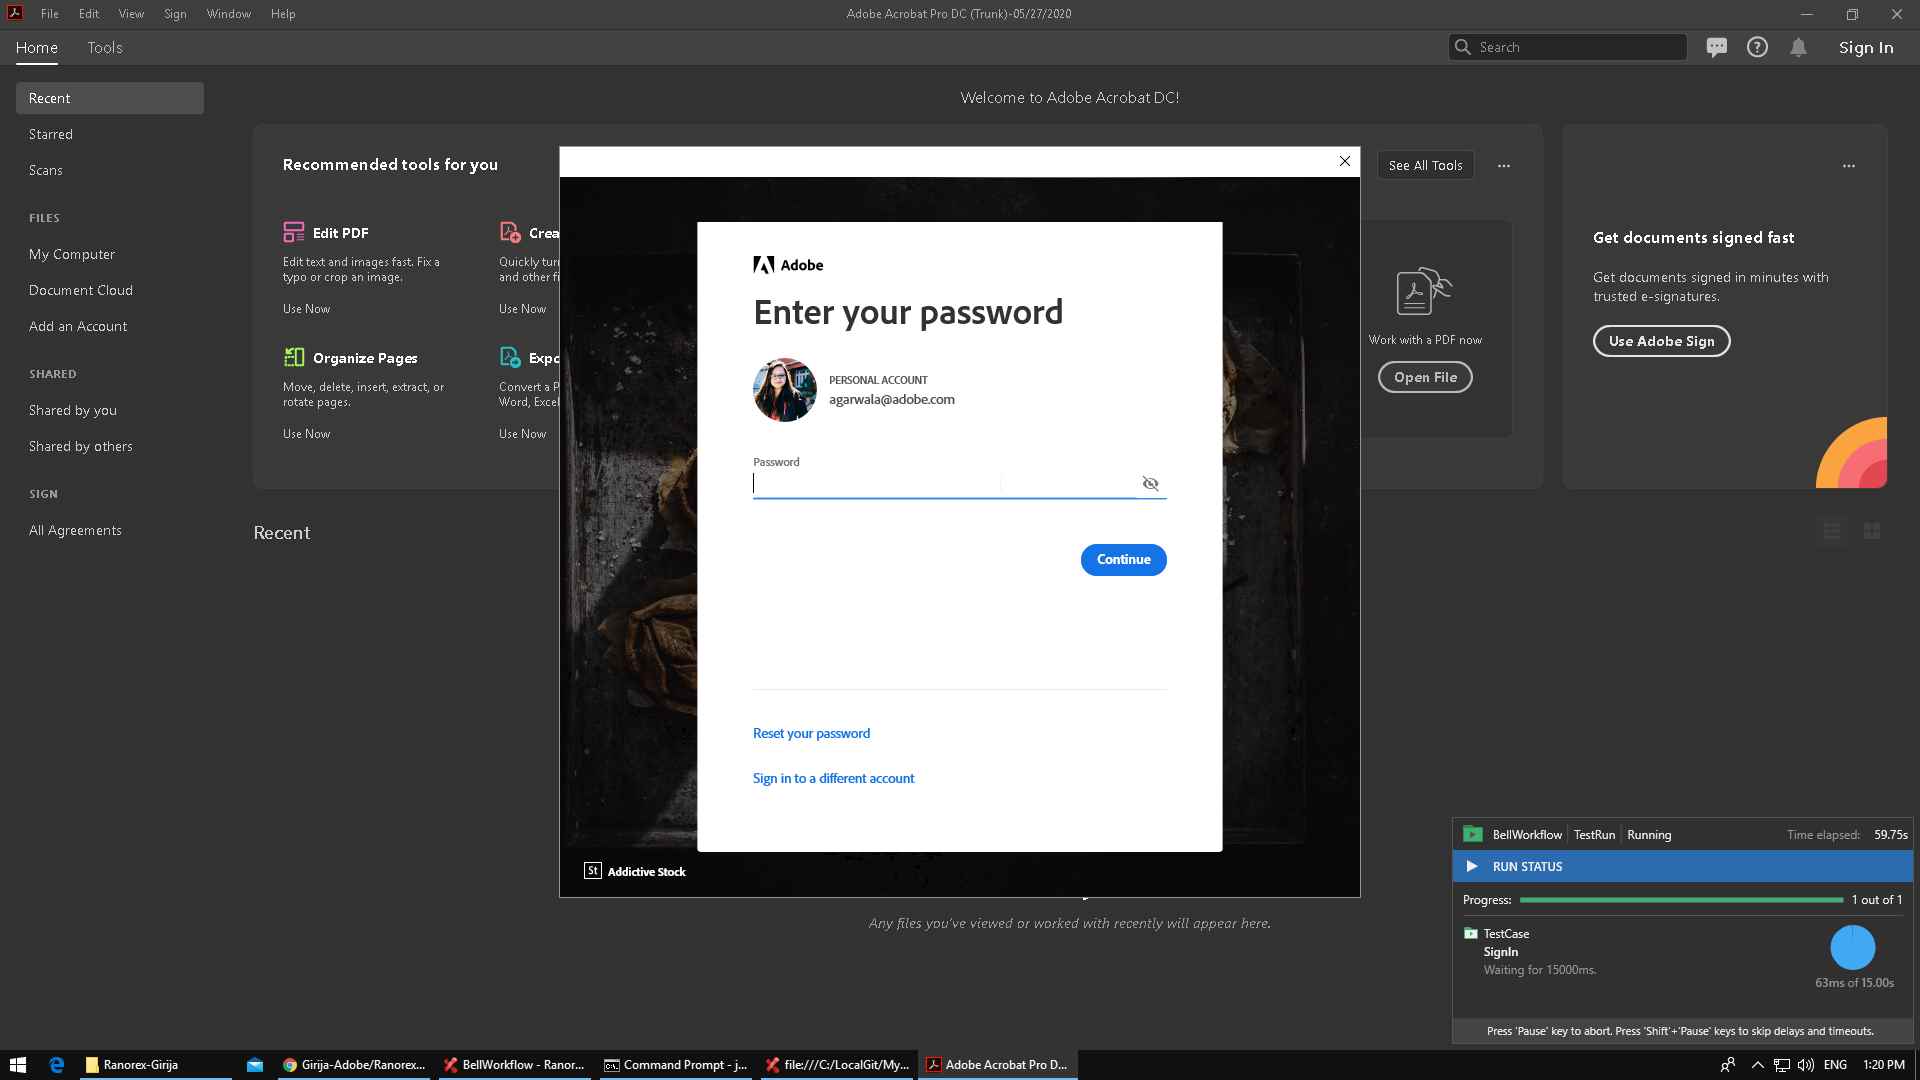 File Edit View Sign Window Help
Adobe Acrobat Pro DC (Trunk)-05/27/2020
Home Tools
Search
Sign In
Recent
Starred
Scans
FILES
My Computer
Document Cloud
Add an Account
SHARED
Shared by you
Shared by others
SIGN
All Agreements
Welcome to Adobe Acrobat DC!
Recommended tools for you
See All Tools
Edit PDF
Edit text and images fast. Fix a
typo or crop an image.
Use Now
Crea
Quickly tur
and other fi
Use Now
Organize Pages
Move, delete, insert, extract, or
rotate pages.
Use Now
Expo
Convert a P
Word, Excel
Use Now
Work with a PDF now
Open File
Get documents signed fast
Get documents signed in minutes with
trusted e-signatures.
Use Adobe Sign
Recent
Adobe
Enter your password
PERSONAL ACCOUNT
agarwala@adobe.com
Password
Continue
Reset your password
Sign in to a different account
St Addictive Stock
Any files you've viewed or worked with recently will appear here.
BellWorkflow TestRun Running Time elapsed: 59.75s
RUN STATUS
Progress: 1 out of 1
TestCase
SignIn
Waiting for 15000ms.
63ms of 15.00s
Press 'Pause' key to abort. Press 'Shift'+'Pause' keys to skip delays and timeouts.
Ranorex-Girija
Girija-Adobe/Ranorex...
BellWorkflow - Ranor...
Command Prompt - j...
file:///C:/LocalGit/My...
Adobe Acrobat Pro D...
ENG
1:20 PM